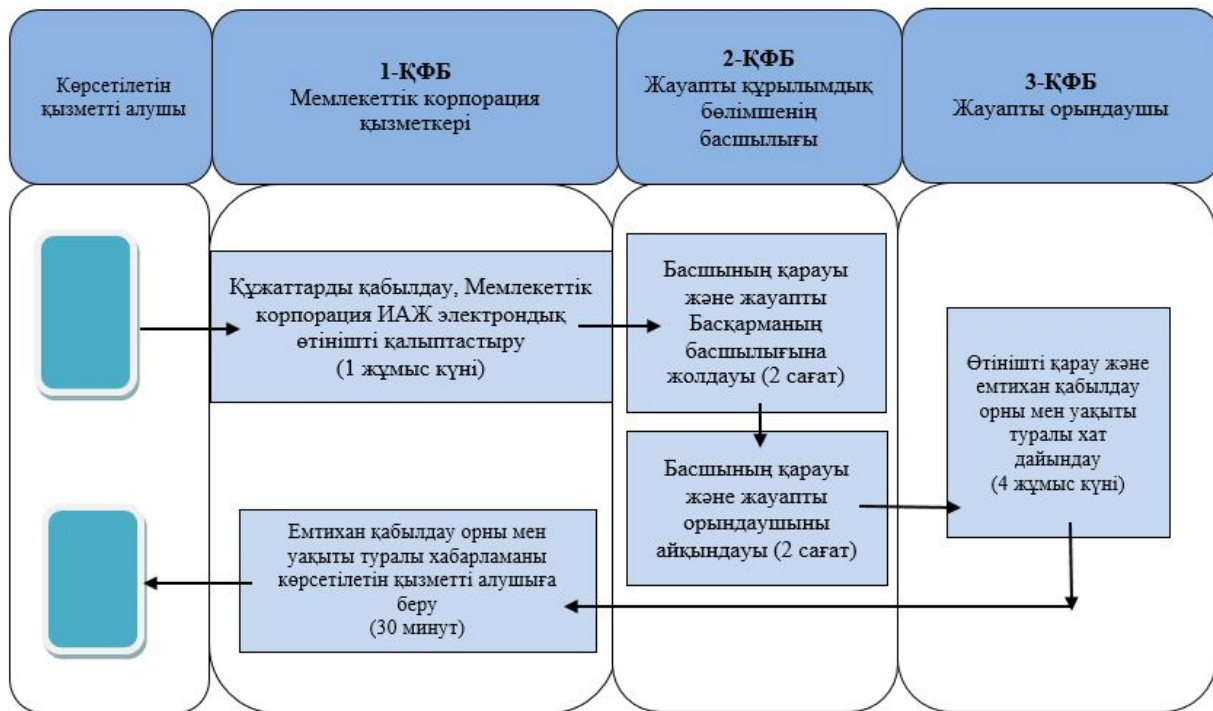 Көрсетілетін
қызметті алушы
1-ҚФБ
Мемлекеттік корпорация
қызметкері
2-ҚФБ
Жауапты құрылымдық
бөлімшенің
басшылығы
3-ҚФБ
Жауапты орындаушы
Құжаттарды қабылдау, Мемлекеттік
корпорация ИАЖ электрондық
өтінішті қалыптастыру
(1 жұмыс күні)
Басшының қарауы
және жауапты
Басқарманың
басшылығына
жолдауы (2 сағат)
Басшының қарауы
және жауапты
орындаушыны
айқындауы (2 сағат)
Өтінішті қарау және
емтихан қабылдау
орны мен уақыты
туралы хат
дайындау
(4 жұмыс күні)
Емтихан қабылдау орны мен
уақыты туралы хабарламаны
көрсетілетін қызметті алушыға
беру
(30 минут)